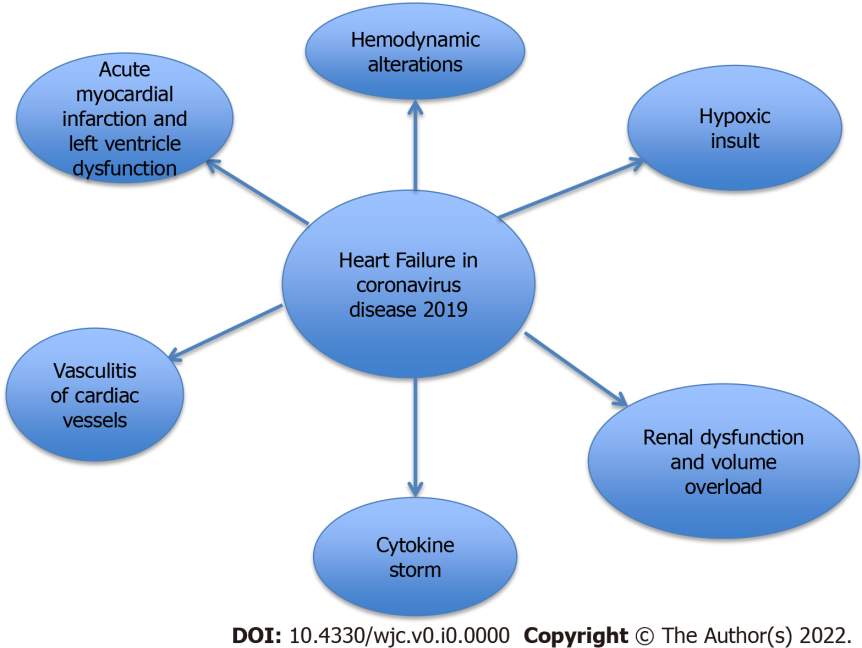 Hemodynamic
alterations
Acute
myocardial
infarction and
left ventricle
dysfunction
Hypoxic
insult
Heart Failure in
coronavirus
disease 2019
Vasculitis
of cardiac
vessels
Renal dysfunction
and volume
overload
Cytokine
storm
DOI: 10.4330/wjc.v0.i0.0000 Copyright © The Author(s) 2022.